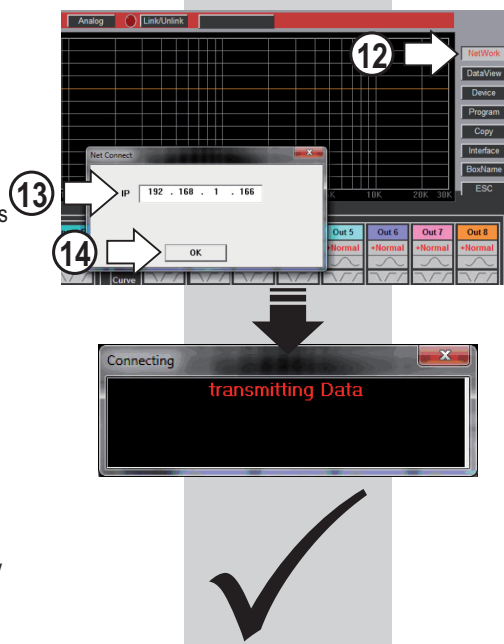 Analog Link/Unlink
12
NetWork
DataView
Device
Program
Copy
Interface
BoxName
ESC
Net Connect
13
IP 192 . 168 . 1 . 166
s
K 10K 20K 30K
14
OK
Out 5 Out 6 Out 7 Out 8
+Normal +Normal +Normal +Normal
Curve
Connecting
transmitting Data